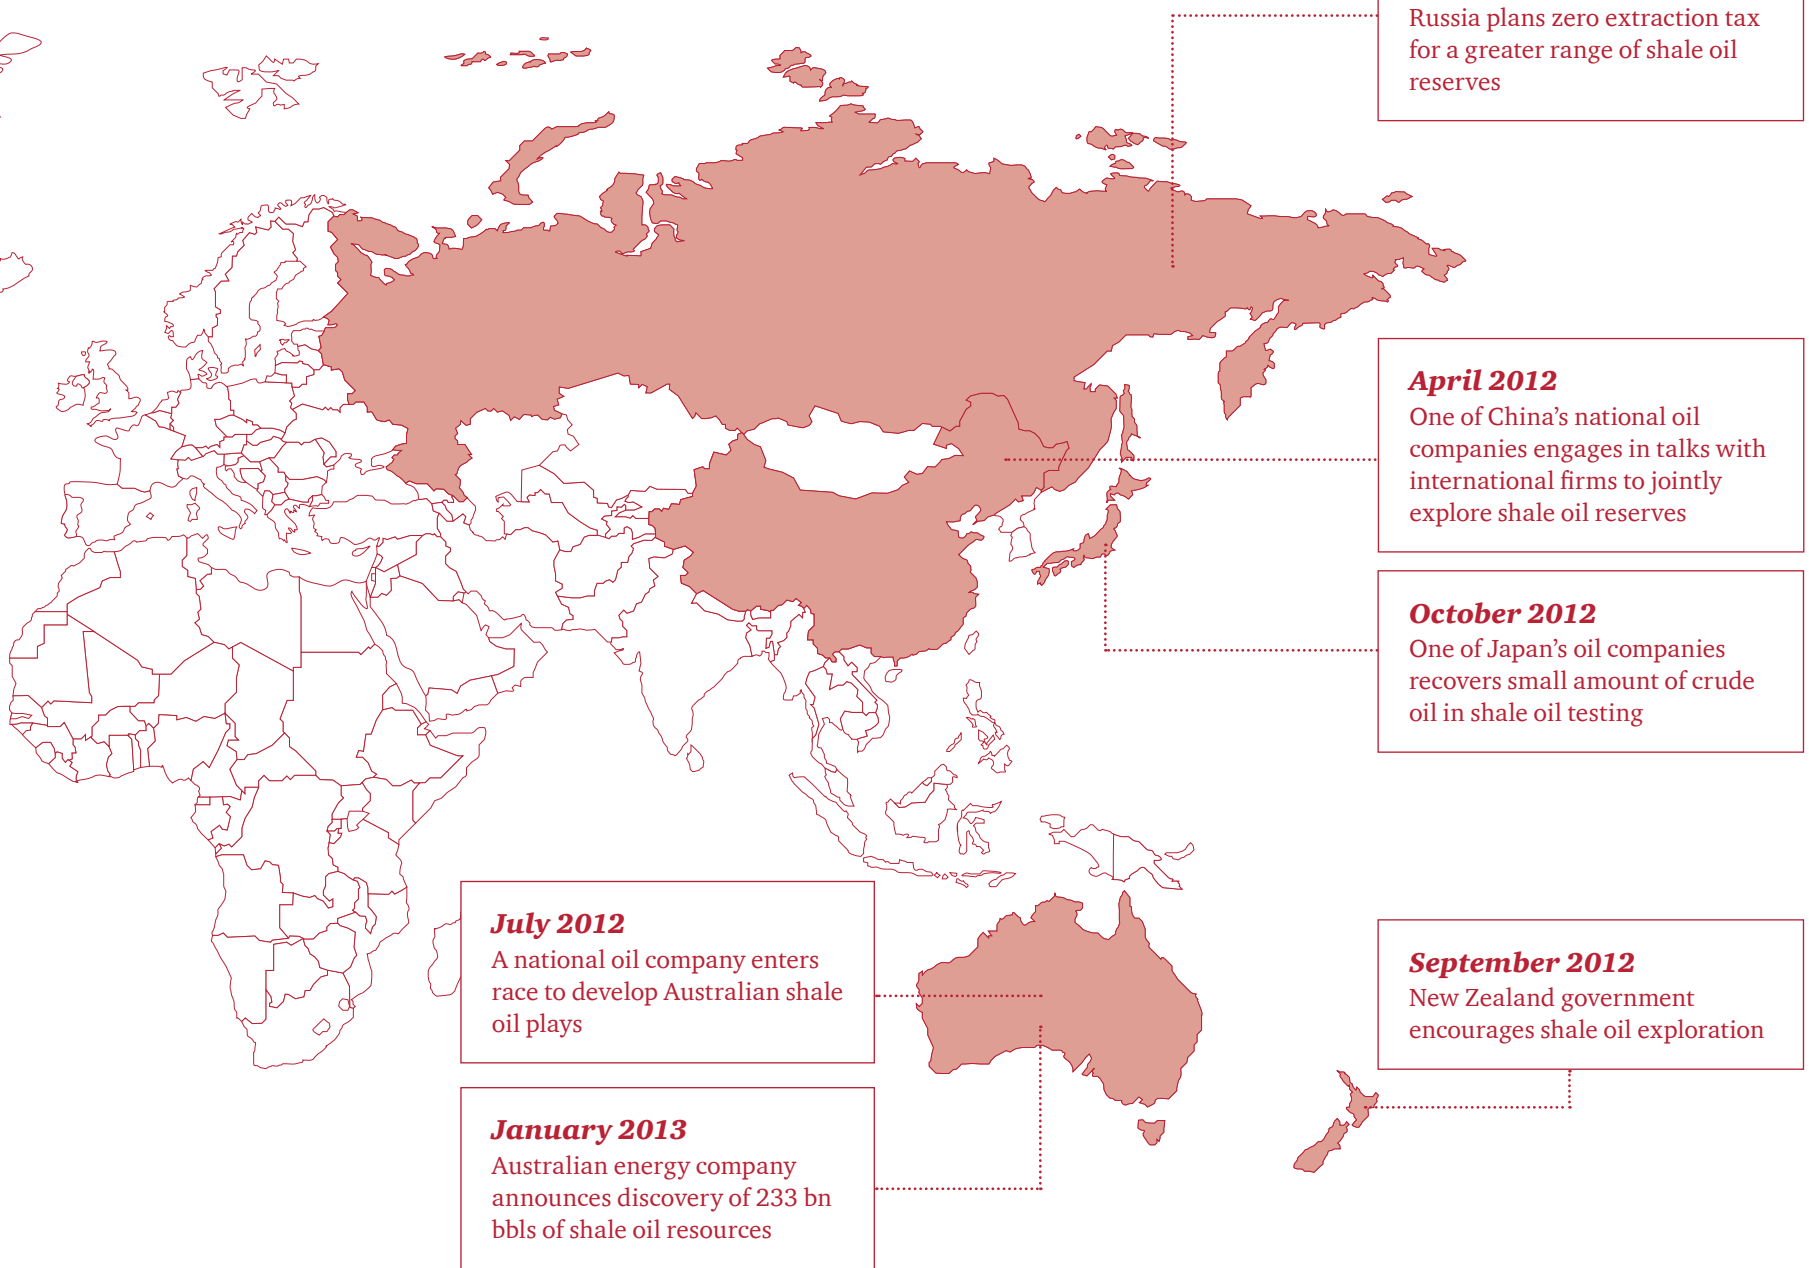 Russia plans zero extraction tax
for a greater range of shale oil
reserves
April 2012
One of China’s national oil
companies engages in talks with
international firms to jointly
explore shale oil reserves
October 2012
One of Japan’s oil companies
recovers small amount of crude
oil in shale oil testing
July 2012
A national oil company enters
race to develop Australian shale
oil plays
September 2012
New Zealand government
encourages shale oil exploration
January 2013
Australian energy company
announces discovery of 233 bn
bbls of shale oil resources